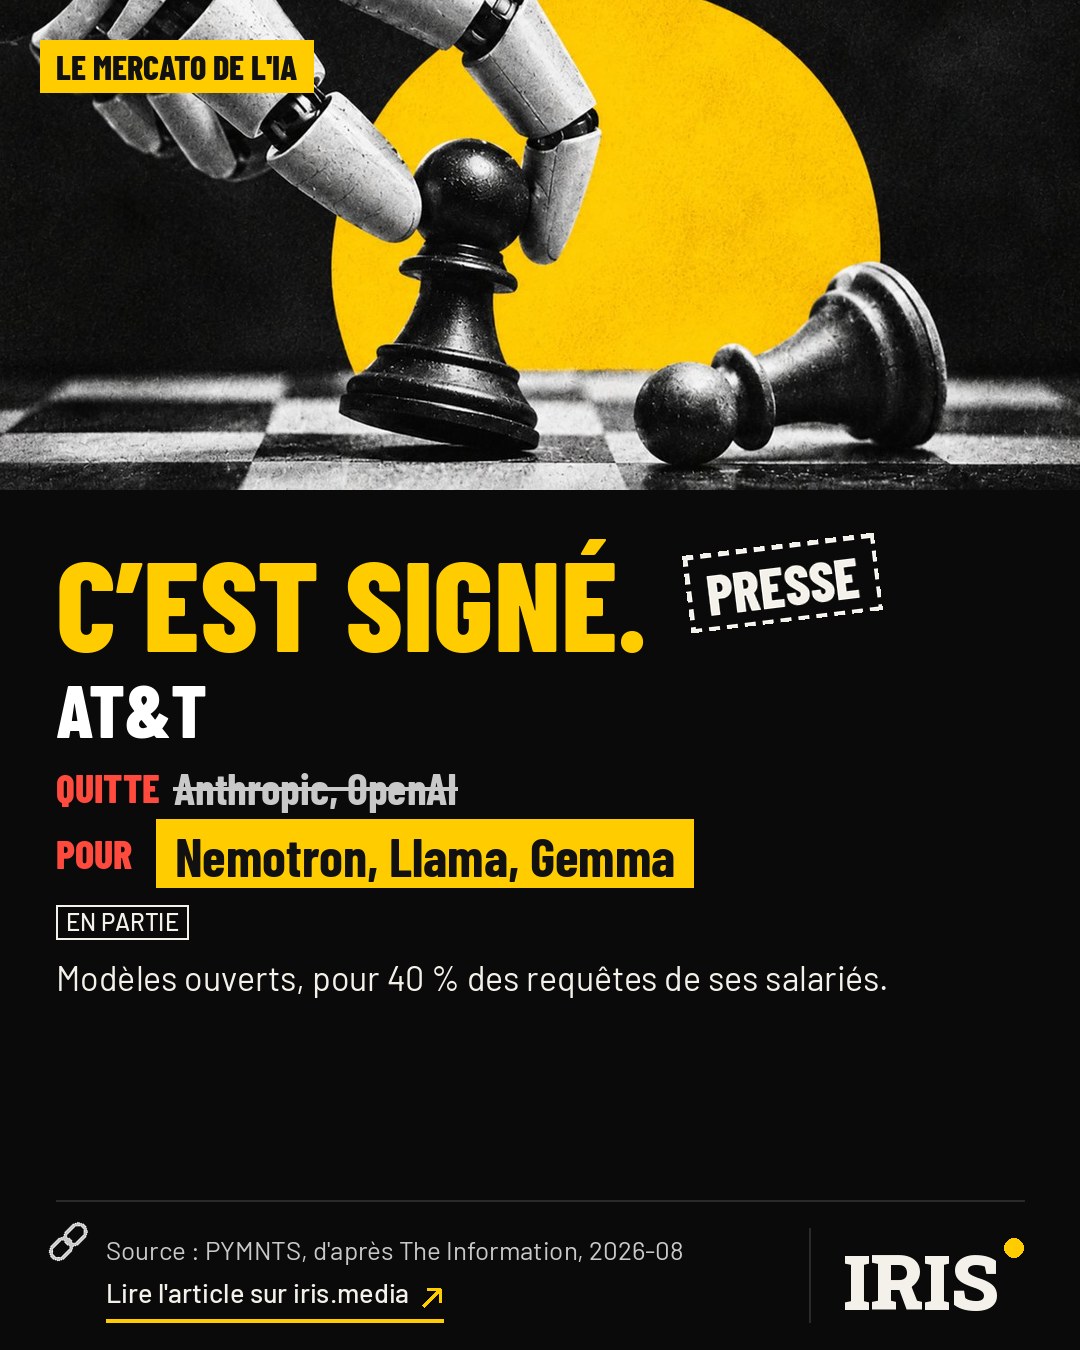 LE MERCATO DE L'IA
C’EST SIGNÉ.
PRESSE
AT&T
QUITTE Anthropic, OpenAI
POUR Nemotron, Llama, Gemma
EN PARTIE
Modèles ouverts, pour 40 % des requêtes de ses salariés.
Source : PYMNTS, d'après The Information, 2026-08
Lire l'article sur iris.media
IRIS